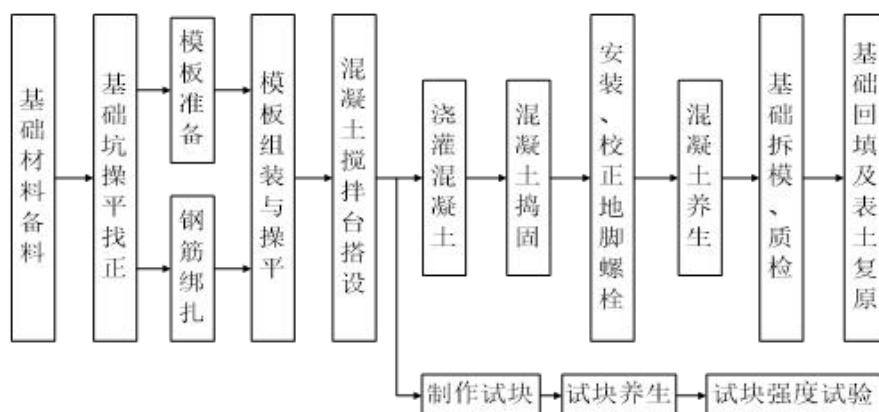 基础材料备料
基础坑操平找正
模板准备
钢筋绑扎
模板组装与操平
混凝土搅拌台搭设
浇灌混凝土
混凝土捣固
安装、校正地脚螺栓
混凝土养生
基础拆模、质检
基础回填及表土复原
制作试块
试块养生
试块强度试验